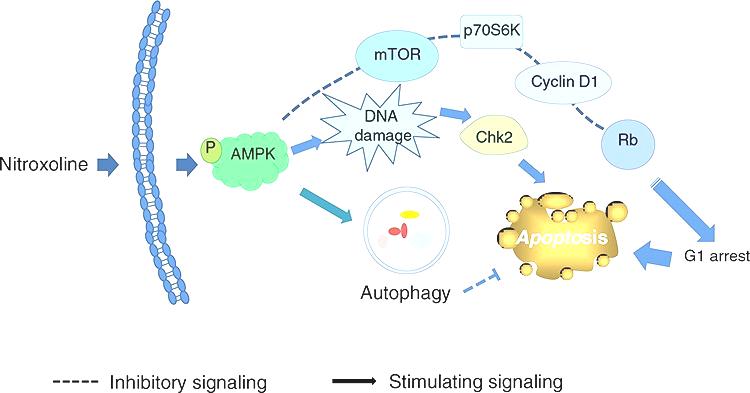 p70S6K
mTOR
Cyclin D1
DNA
damage
Chk2
Rb
P
AMPK
Nitroxoline
Apoptosis
G1 arrest
Autophagy
Inhibitory signaling
Stimulating signaling